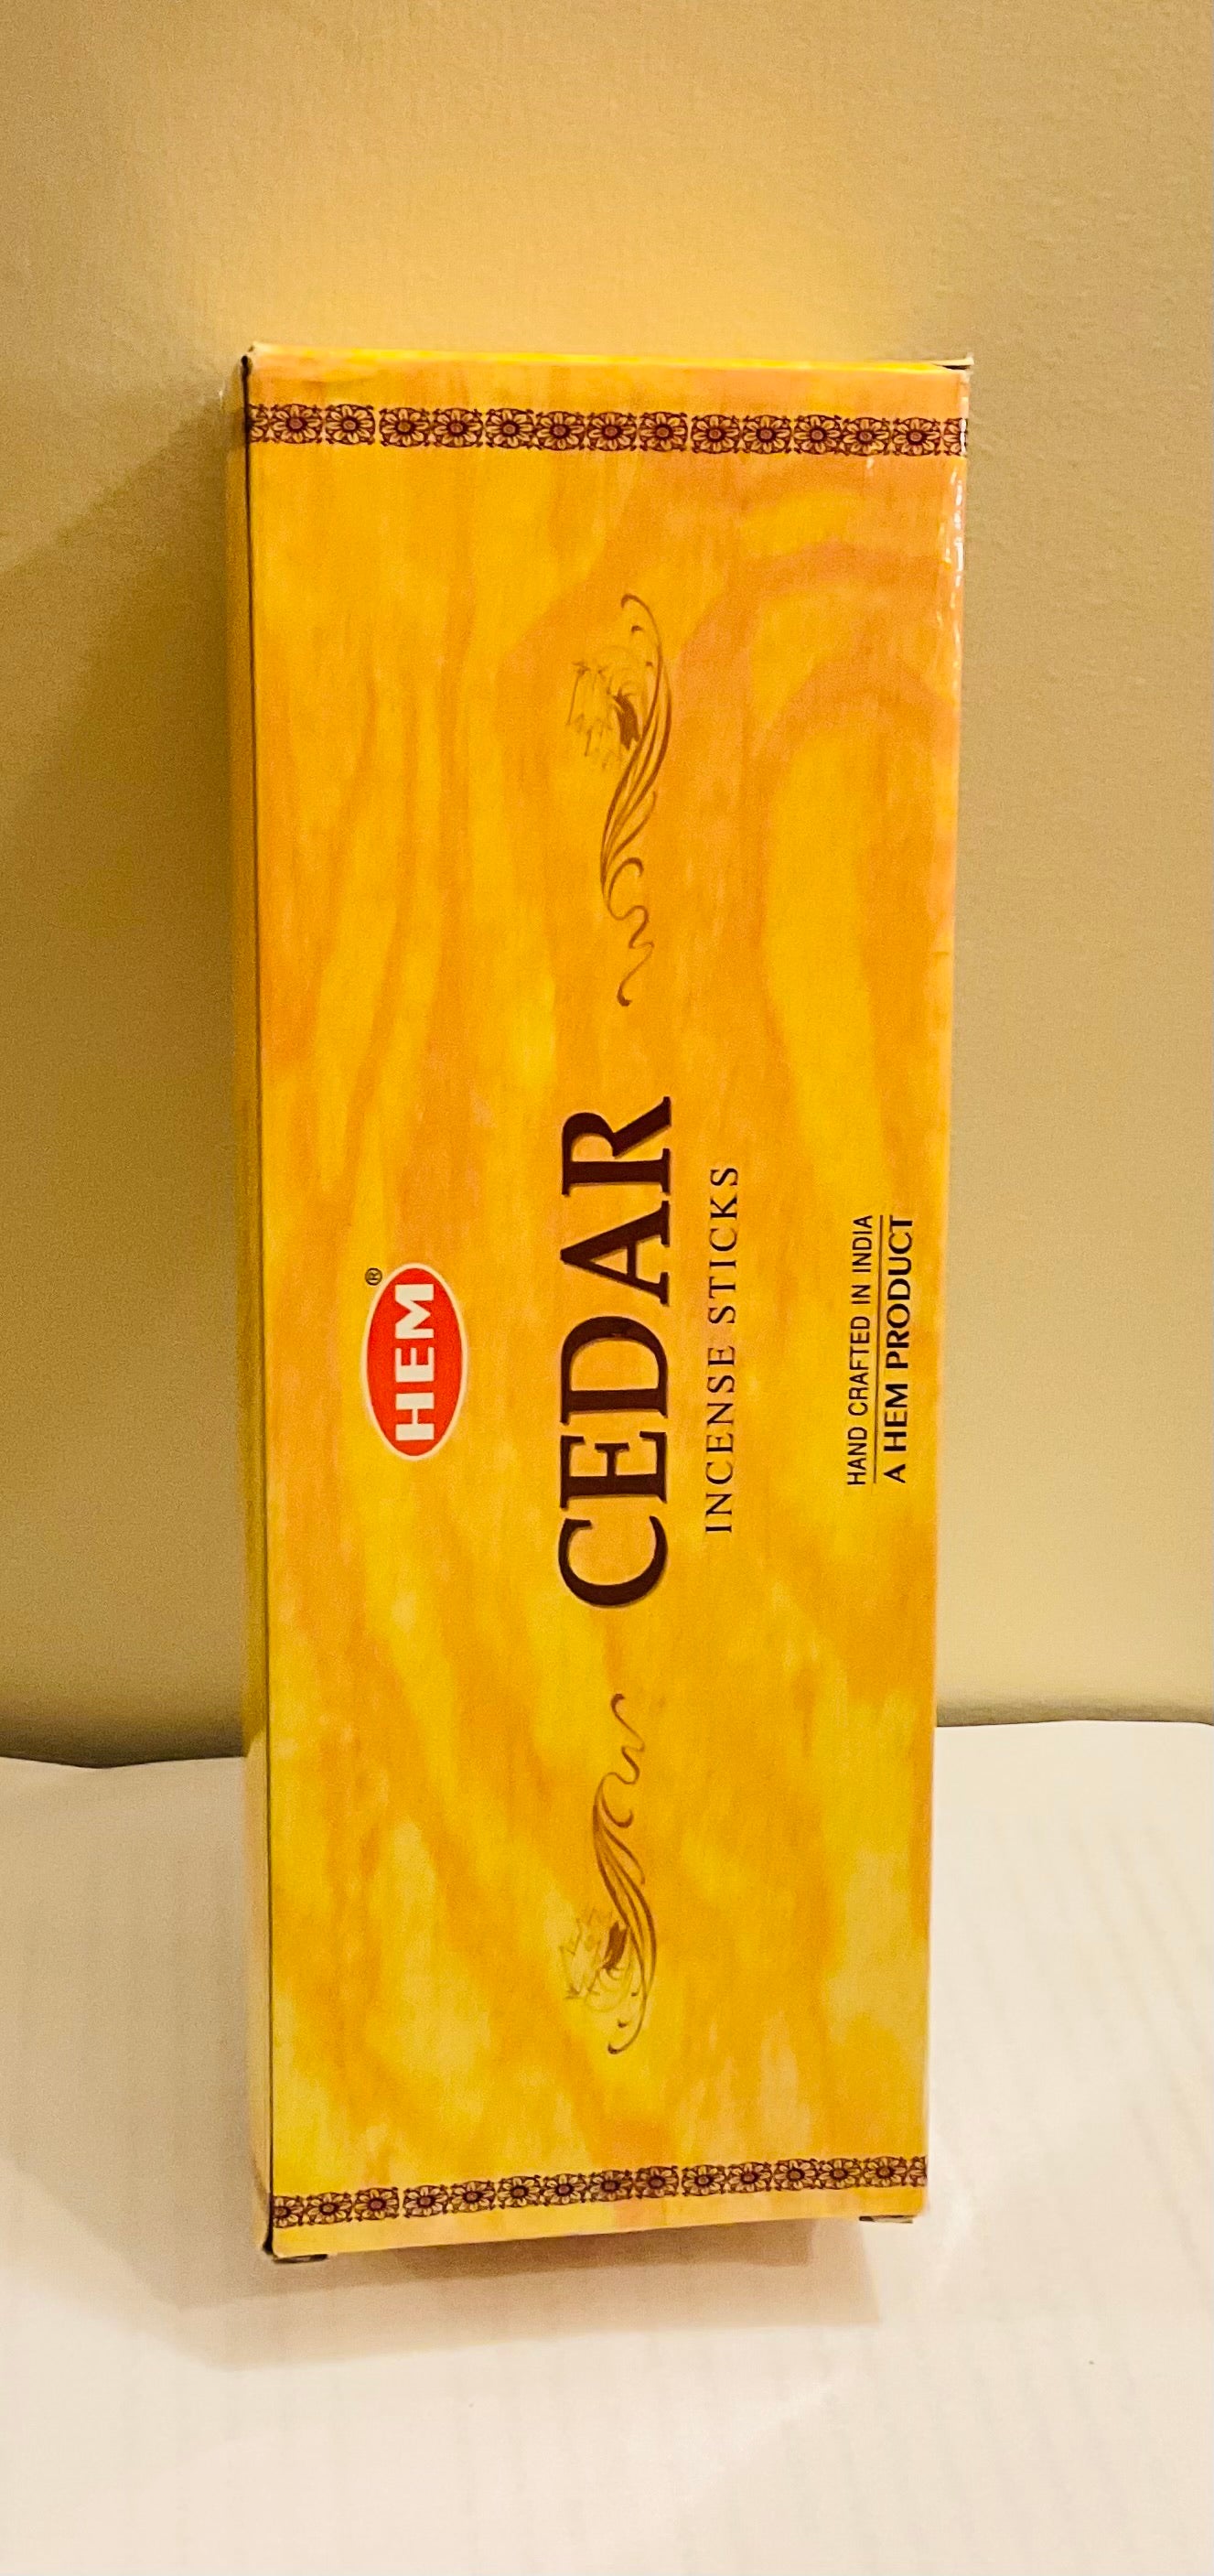 HEM®
CEDAR
INCENSE STICKS
HAND CRAFTED IN INDIA
A HEM PRODUCT